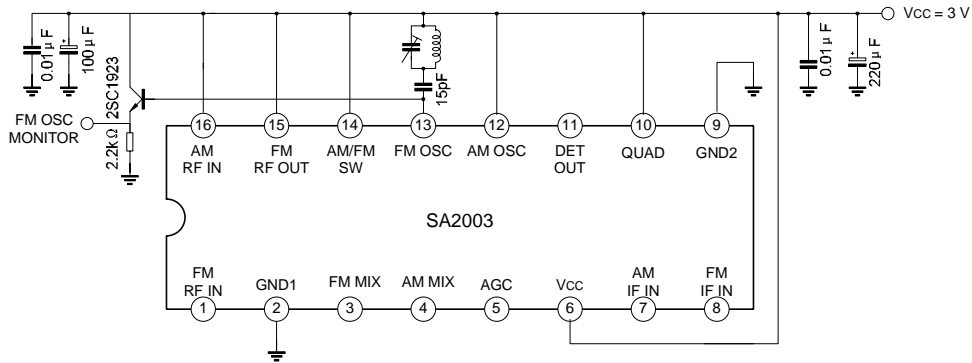 VCC = 3 V
0.01 μ F
100 μ F
2SC1923
15pF
0.01 μ F
220 μ F
FM OSC
MONITOR
2.2kΩ
16
15
14
13
12
11
10
9
AM
RF IN
FM
RF OUT
AM/FM
SW
FM OSC
AM OSC
DET
OUT
QUAD
GND2
SA2003
FM
RF IN
GND1
FM MIX
AM MIX
AGC
VCC
AM
IF IN
FM
IF IN
1
2
3
4
5
6
7
8